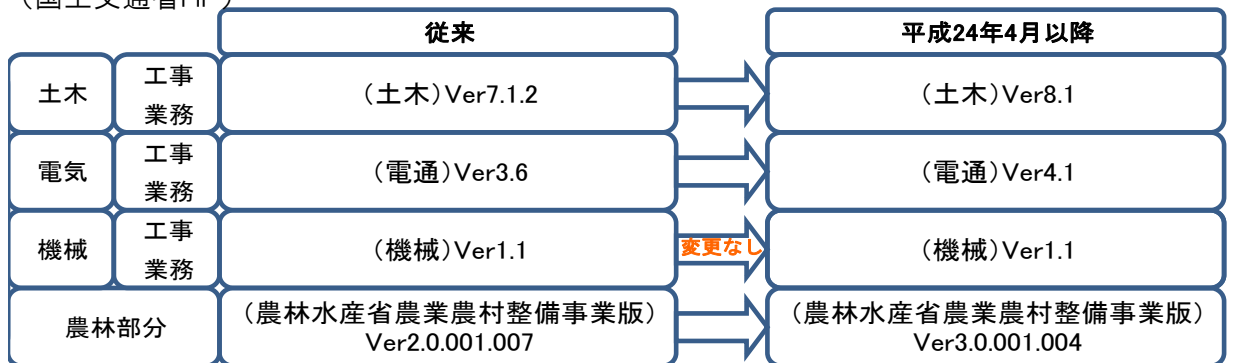 従来 平成24年4月以降
土木 工事 (土木)Ver7.1.2 (土木)Ver8.1
業務
電気 工事 (電通)Ver3.6 (電通)Ver4.1
業務
機械 工事 (機械)Ver1.1 変更なし (機械)Ver1.1
業務
農林部分 (農林水産省農業農村整備事業版) (農林水産省農業農村整備事業版)
Ver2.0.001.007 Ver3.0.001.004